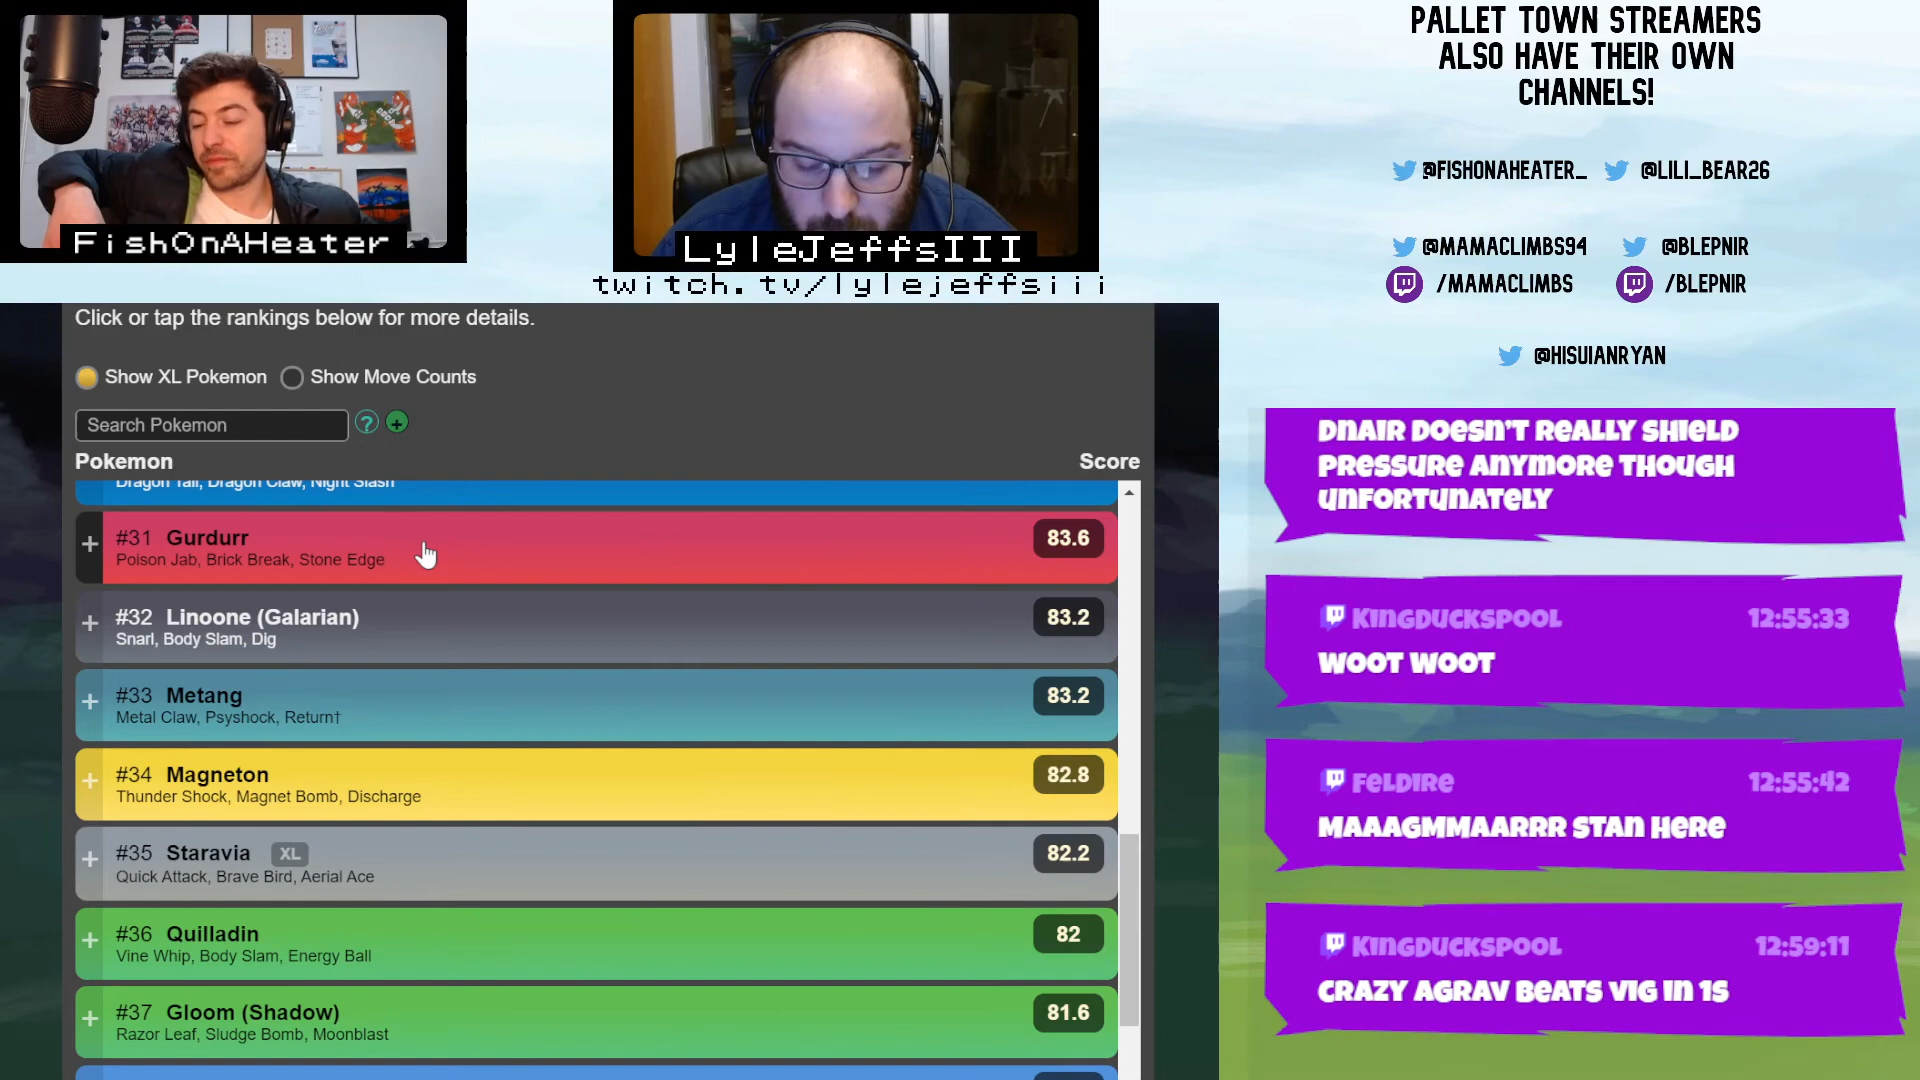 FishOnAHeater
LyleJeffsIII
twitch.tv/lylejeffsiii
PALLET TOWN STREAMERS
ALSO HAVE THEIR OWN
CHANNELS!
@FISHONAHEATER_ @LILI_BEAR26
@MAMACLIMBS94 @BLEPNIR
/MAMACLIMBS /BLEPNIR
@HISUIANRYAN
Click or tap the rankings below for more details.
Show XL Pokemon Show Move Counts
Search Pokemon ? +
Pokemon Score
Dragon Tail, Dragon Claw, Night Slash
+ #31 Gurdurr 83.6
Poison Jab, Brick Break, Stone Edge
+ #32 Linoone (Galarian) 83.2
Snarl, Body Slam, Dig
+ #33 Metang 83.2
Metal Claw, Psyshock, Return†
+ #34 Magneton 82.8
Thunder Shock, Magnet Bomb, Discharge
+ #35 Staravia XL 82.2
Quick Attack, Brave Bird, Aerial Ace
+ #36 Quilladin 82
Vine Whip, Body Slam, Energy Ball
+ #37 Gloom (Shadow) 81.6
Razor Leaf, Sludge Bomb, Moonblast
DNAIR DOESN'T REALLY SHIELD
PRESSURE ANYMORE THOUGH
UNFORTUNATELY
KINGDUCKSPOOL 12:55:33
WOOT WOOT
FELDIRE 12:55:42
MAAAGMMAARRR STAN HERE
KINGDUCKSPOOL 12:59:11
CRAZY AGRAV BEATS VIG IN 1S